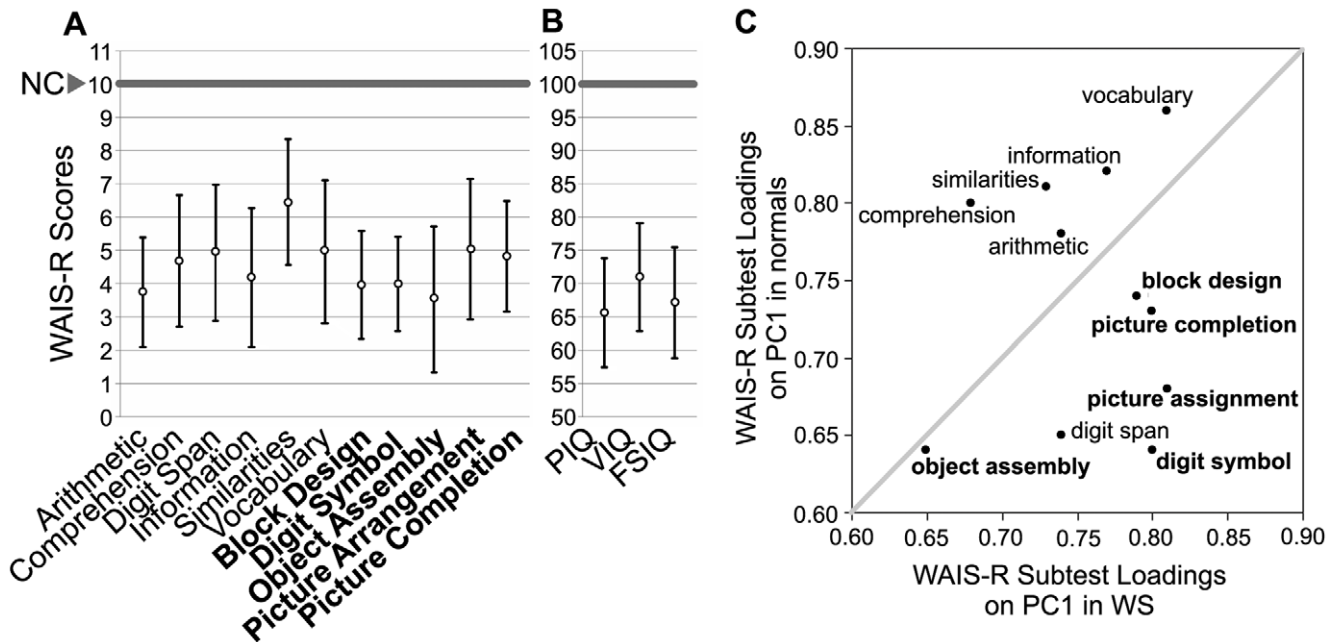 A
B
C
NC
11
10
9
8
7
6
5
4
3
2
1
0
WAIS-R Scores
Arithmetic
Comprehension
Digit Span
Information
Similarities
Vocabulary
Block Design
Digit Symbol
Object Assembly
Picture Arrangement
Picture Completion
105
100
95
90
85
80
75
70
65
60
55
50
PIQ
VIQ
FSIQ
WAIS-R Subtest Loadings
on PC1 in normals
0.90
0.85
0.80
0.75
0.70
0.65
0.60
vocabulary
information
similarities
comprehension
arithmetic
block design
picture completion
picture assignment
digit span
object assembly
digit symbol
0.60 0.65 0.70 0.75 0.80 0.85 0.90
WAIS-R Subtest Loadings
on PC1 in WS